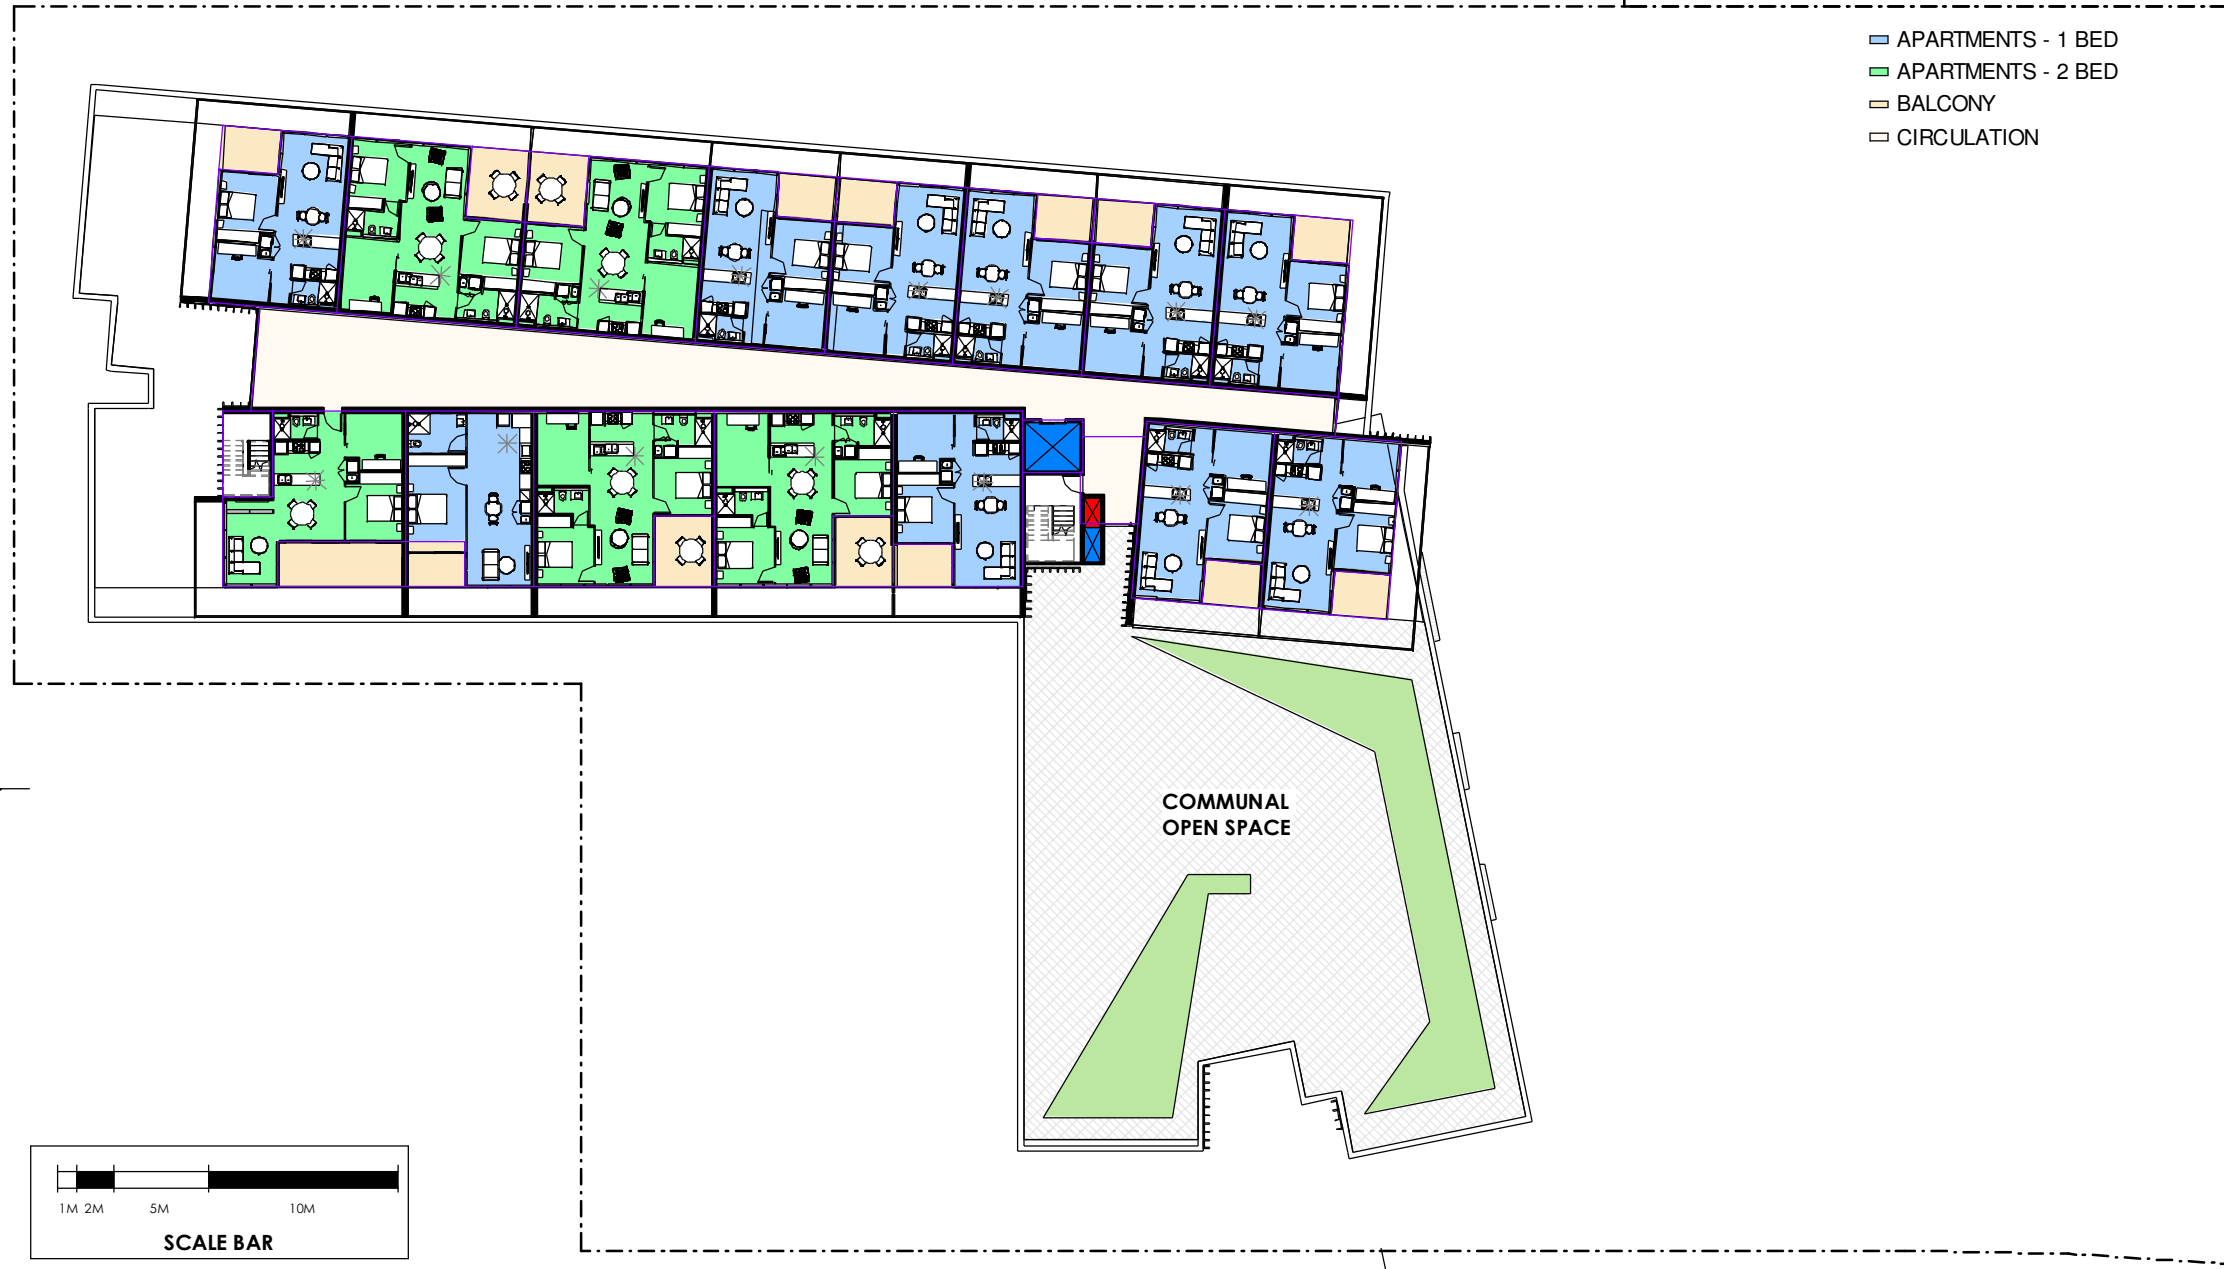 APARTMENTS - 1 BED
APARTMENTS - 2 BED
BALCONY
CIRCULATION
COMMUNAL
OPEN SPACE
1M 2M 5M 10M
SCALE BAR